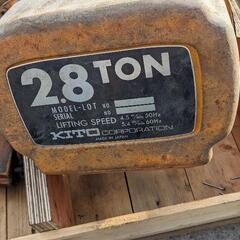 2.8 TON
MODEL-LOT NO.
SERIAL NO.
LIFTING SPEED 4.5 m/min 50Hz
5.4 m/min 60Hz
KITO CORPORATION
MADE IN JAPAN